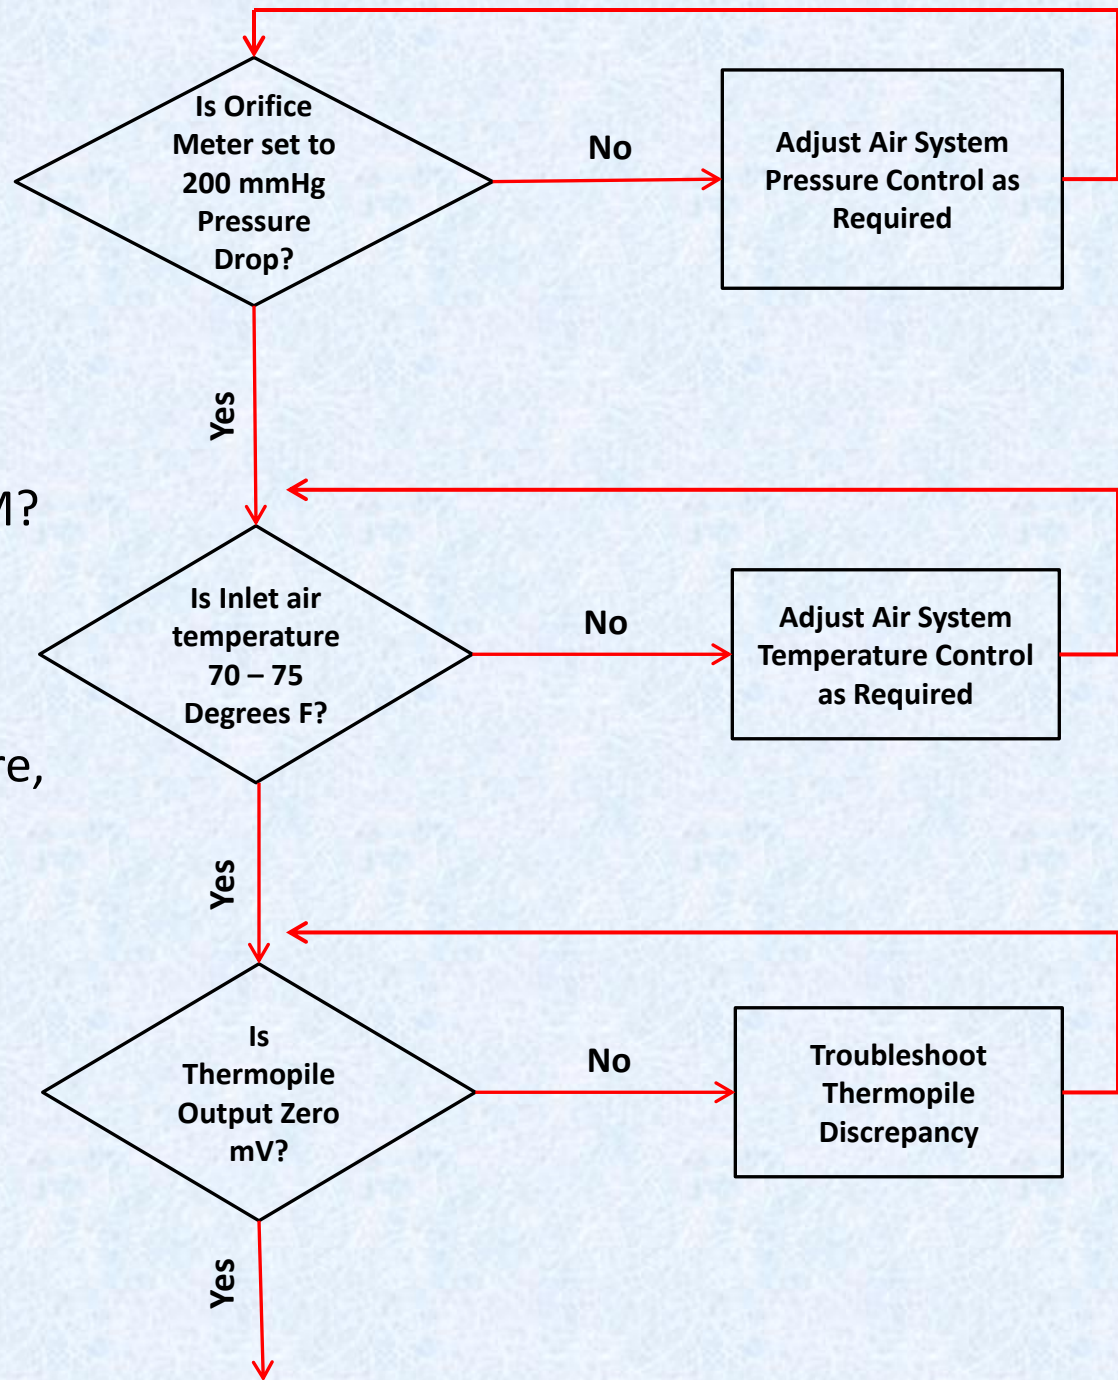 Is Orifice
Meter set to
200 mmHg
Pressure
Drop?
No
Adjust Air System
Pressure Control as
Required
Yes
M?
Is Inlet air
temperature
70 – 75
Degrees F?
No
Adjust Air System
Temperature Control
as Required
re,
Yes
Is
Thermopile
Output Zero
mV?
No
Troubleshoot
Thermopile
Discrepancy
Yes